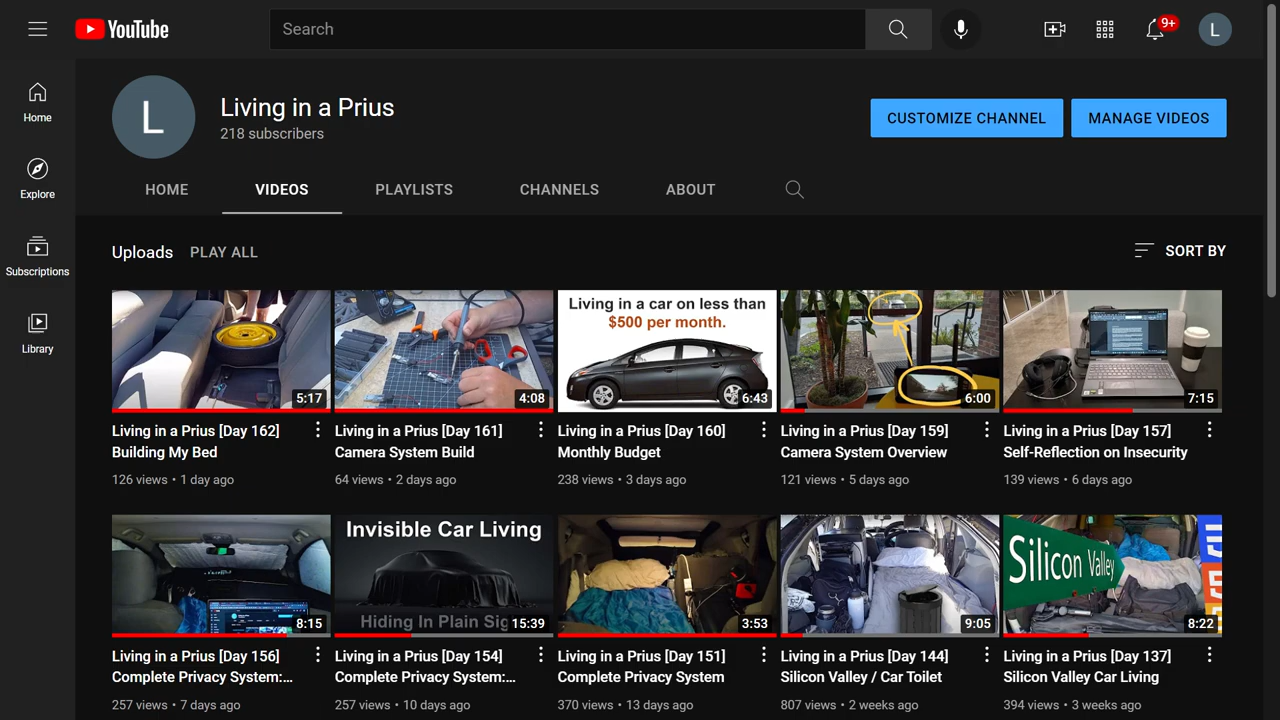 YouTube
Search
9+
L
Home
Explore
Subscriptions
Library
L
Living in a Prius
218 subscribers
CUSTOMIZE CHANNEL
MANAGE VIDEOS
HOME
VIDEOS
PLAYLISTS
CHANNELS
ABOUT
Uploads
PLAY ALL
SORT BY
5:17
Living in a Prius [Day 162]
Building My Bed
126 views • 1 day ago
4:08
Living in a Prius [Day 161]
Camera System Build
64 views • 2 days ago
Living in a car on less than
$500 per month.
6:43
Living in a Prius [Day 160]
Monthly Budget
238 views • 3 days ago
6:00
Living in a Prius [Day 159]
Camera System Overview
121 views • 5 days ago
7:15
Living in a Prius [Day 157]
Self-Reflection on Insecurity
139 views • 6 days ago
8:15
Living in a Prius [Day 156]
Complete Privacy System:...
257 views • 7 days ago
Invisible Car Living
Hiding In Plain Sig
15:39
Living in a Prius [Day 154]
Complete Privacy System:...
257 views • 10 days ago
3:53
Living in a Prius [Day 151]
Complete Privacy System
370 views • 13 days ago
9:05
Living in a Prius [Day 144]
Silicon Valley / Car Toilet
807 views • 2 weeks ago
Silicon Valley
8:22
Living in a Prius [Day 137]
Silicon Valley Car Living
394 views • 3 weeks ago